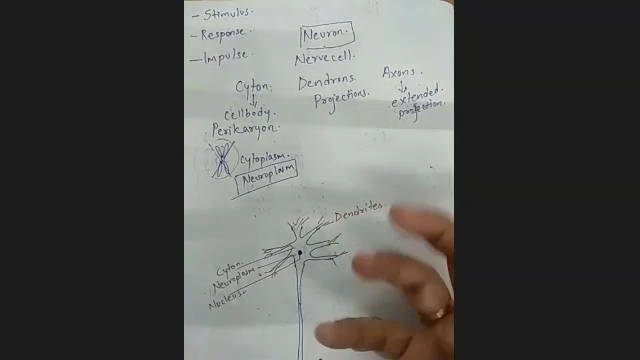 - Stimulus.
- Response.
- Impulse.
Neuron.
Nervecell.
Cyton.
Dendrons.
Axons.
cellbody
Projections.
extended
projection.
Perikaryon.
Cytoplasm.
Neuroplasm
Dendrites
Cyton
Neuroplasm
Nucleus